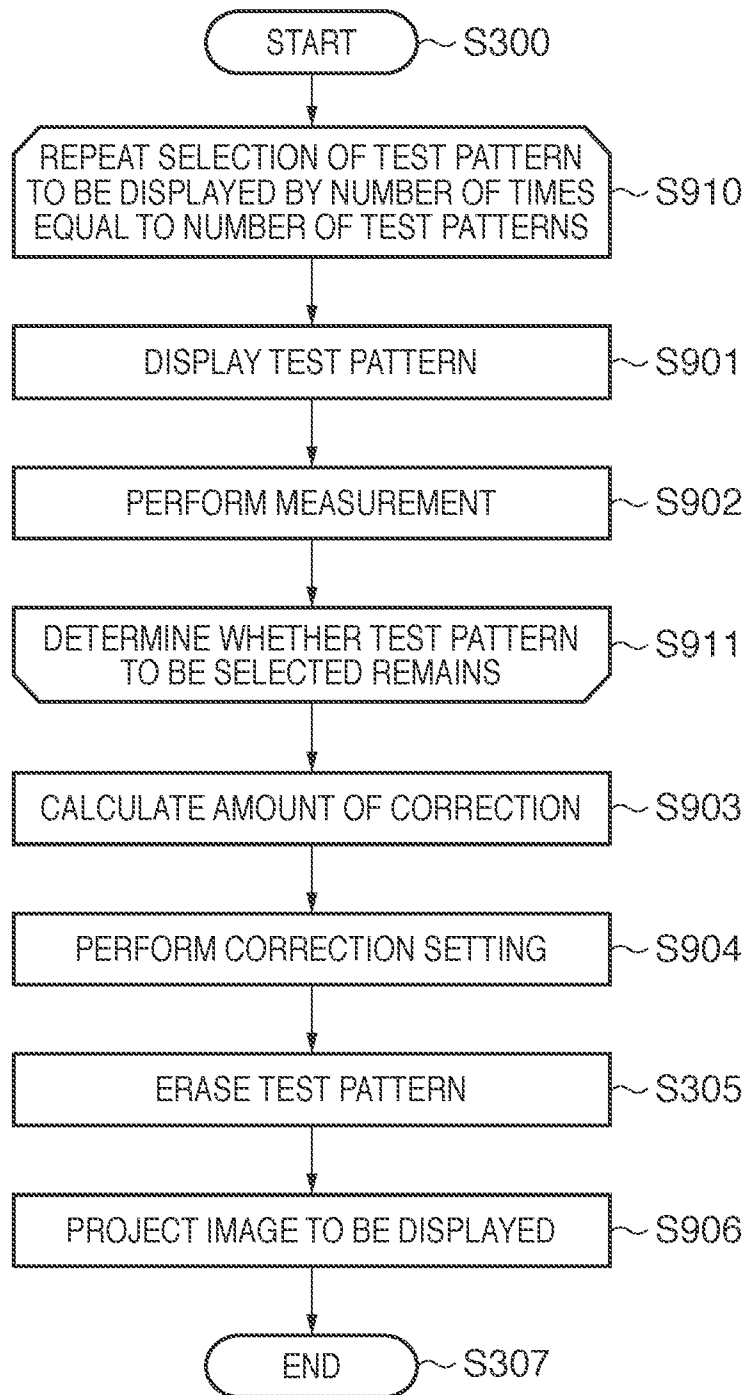 START
S300
REPEAT SELECTION OF TEST PATTERN
TO BE DISPLAYED BY NUMBER OF TIMES
EQUAL TO NUMBER OF TEST PATTERNS
S910
DISPLAY TEST PATTERN
S901
PERFORM MEASUREMENT
S902
DETERMINE WHETHER TEST PATTERN
TO BE SELECTED REMAINS
S911
CALCULATE AMOUNT OF CORRECTION
S903
PERFORM CORRECTION SETTING
S904
ERASE TEST PATTERN
S305
PROJECT IMAGE TO BE DISPLAYED
S906
END
S307